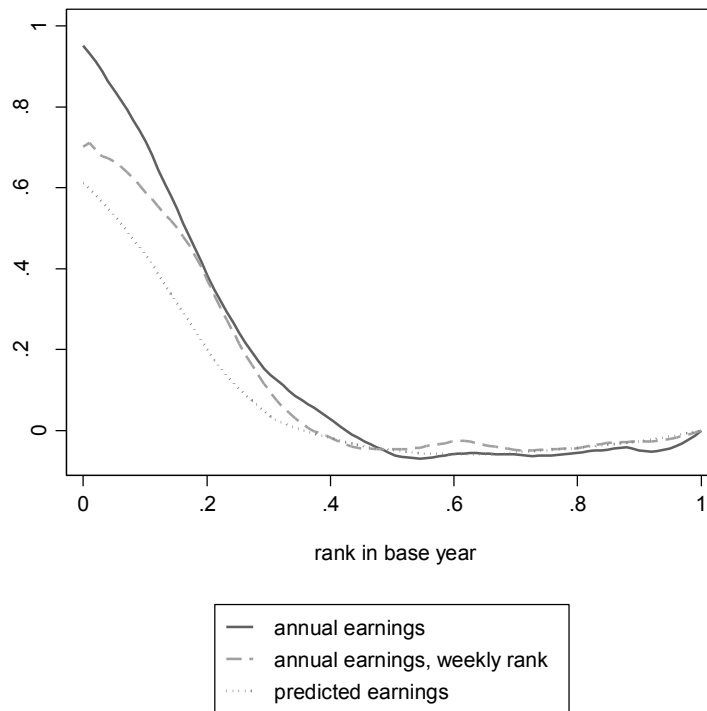 1
.8
.6
.4
.2
0
0 .2 .4 .6 .8 1
rank in base year
annual earnings
annual earnings, weekly rank
predicted earnings